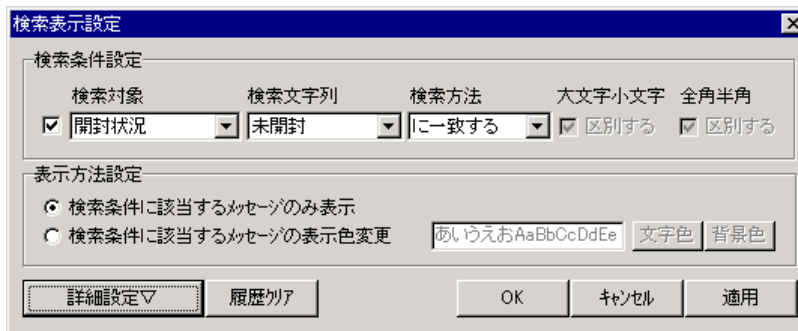 検索表示設定
検索条件設定
検索対象 検索文字列 検索方法 大文字小文字 全角半角
開封状況 未開封 に一致する 区別する 区別する
表示方法設定
検索条件に該当するメッセージのみ表示
検索条件に該当するメッセージの表示色変更 あいうえおAaBbCcDdEe 文字色 背景色
詳細設定▽ 履歴クリア OK キャンセル 適用